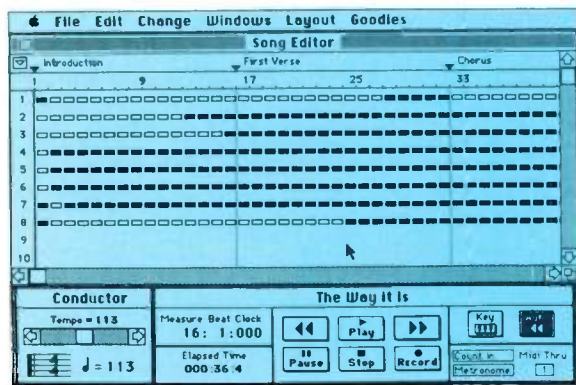 File Edit Change Windows Layout Goodies
Song Editor
Introduction First Verse Chorus
1 9 17 25 33
1
2
3
4
5
6
7
8
9
10
Conductor
The Way it Is
Tempo = 113
Measure Beat Clock
16: 1:000
Play
Key
4
4
= 113
Elapsed Time
000:36:4
Pause Stop Record
Count in Midi Thru
Metronome 1